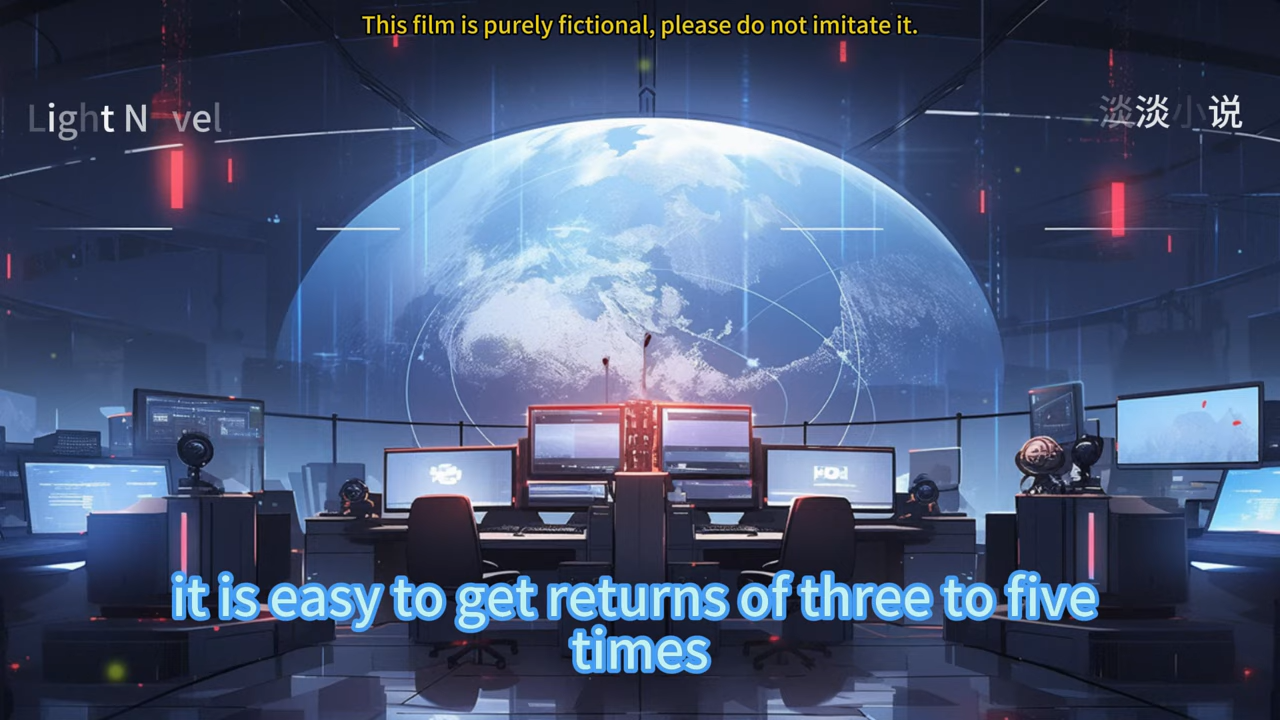 This film is purely fictional, please do not imitate it.
Light Novel
淡淡小说
it is easy to get returns of three to five
times